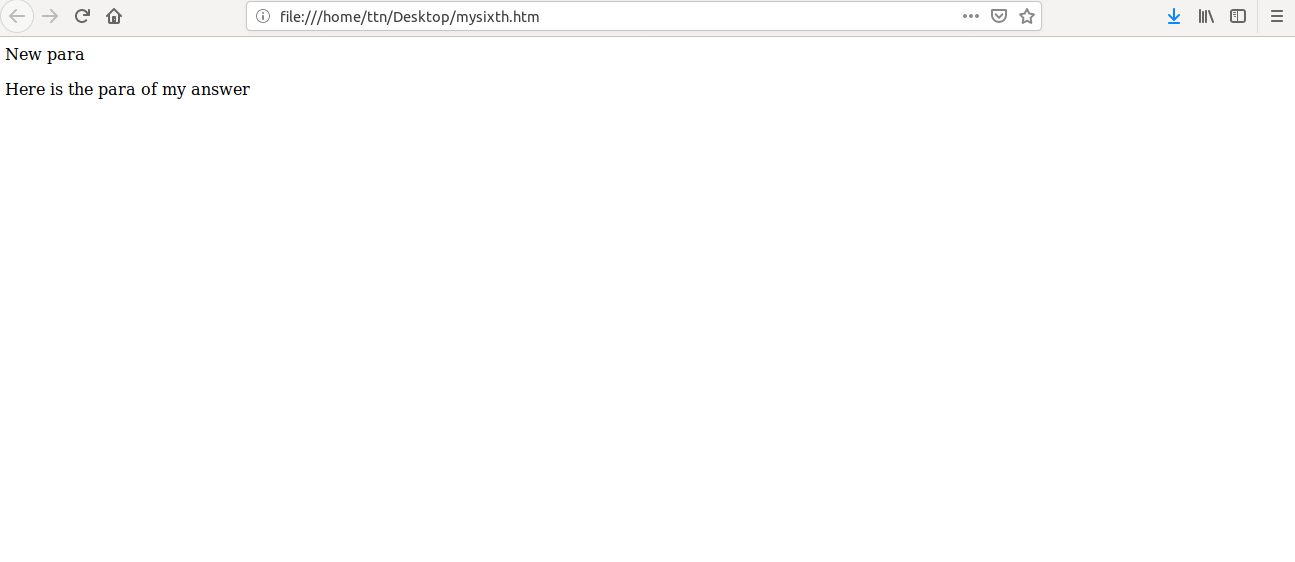 file:///home/ttn/Desktop/mysixth.htm
New para
Here is the para of my answer